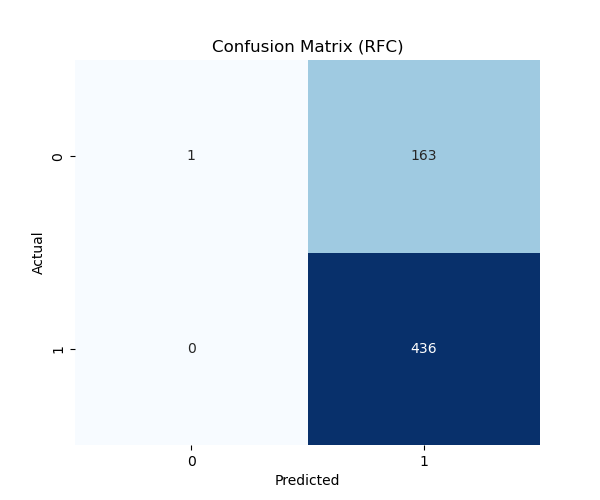 Confusion Matrix (RFC)
Actual
0
1
163
1
0
436
0
1
Predicted